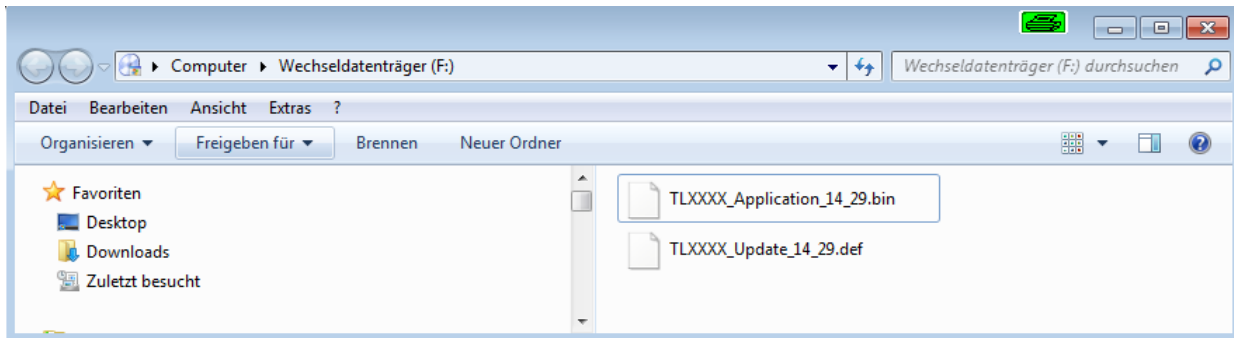 Computer ▸ Wechseldatenträger (F:)
Wechseldatenträger (F:) durchsuchen
Datei Bearbeiten Ansicht Extras ?
Organisieren Freigeben für Brennen Neuer Ordner
Favoriten
Desktop
Downloads
Zuletzt besucht
TLXXXX_Application_14_29.bin
TLXXXX_Update_14_29.def